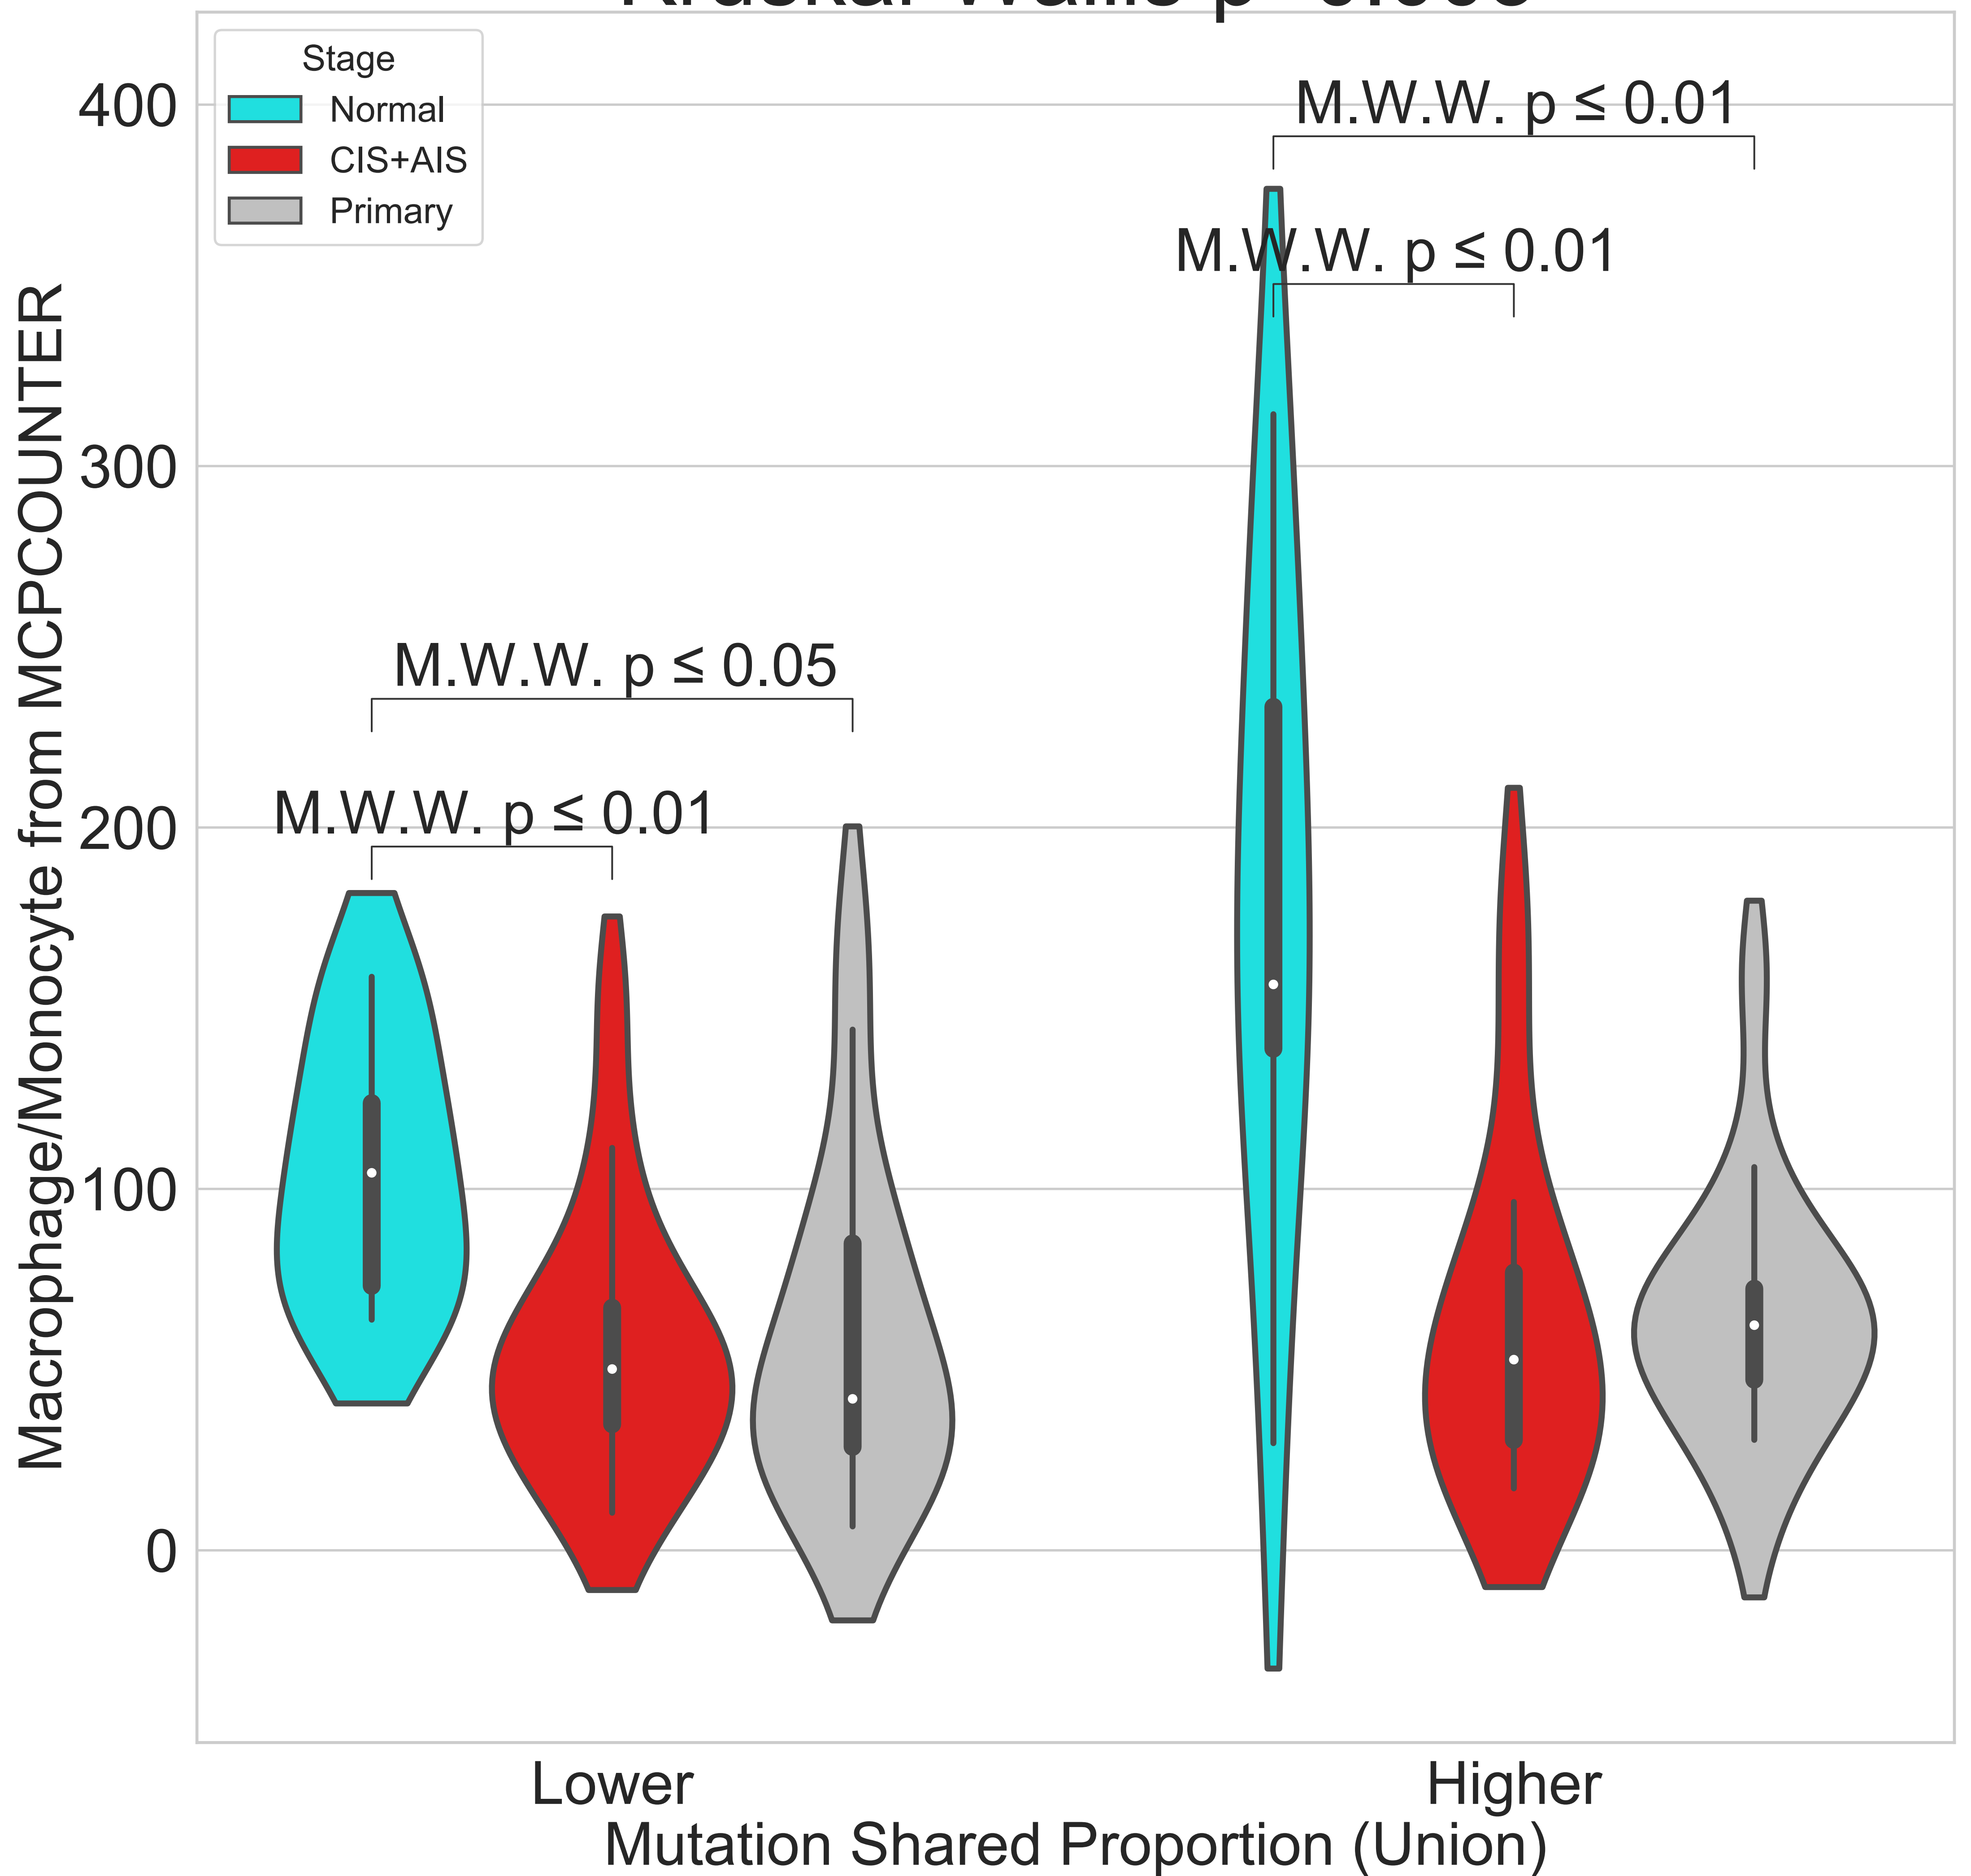 Stage
Normal
CIS+AIS
Primary
M.W.W. p ≤ 0.01
M.W.W. p ≤ 0.01
M.W.W. p ≤ 0.05
M.W.W. p ≤ 0.01
400
300
200
100
0
Macrophage/Monocyte from MCPCOUNTER
Lower
Higher
Mutation Shared Proportion (Union)